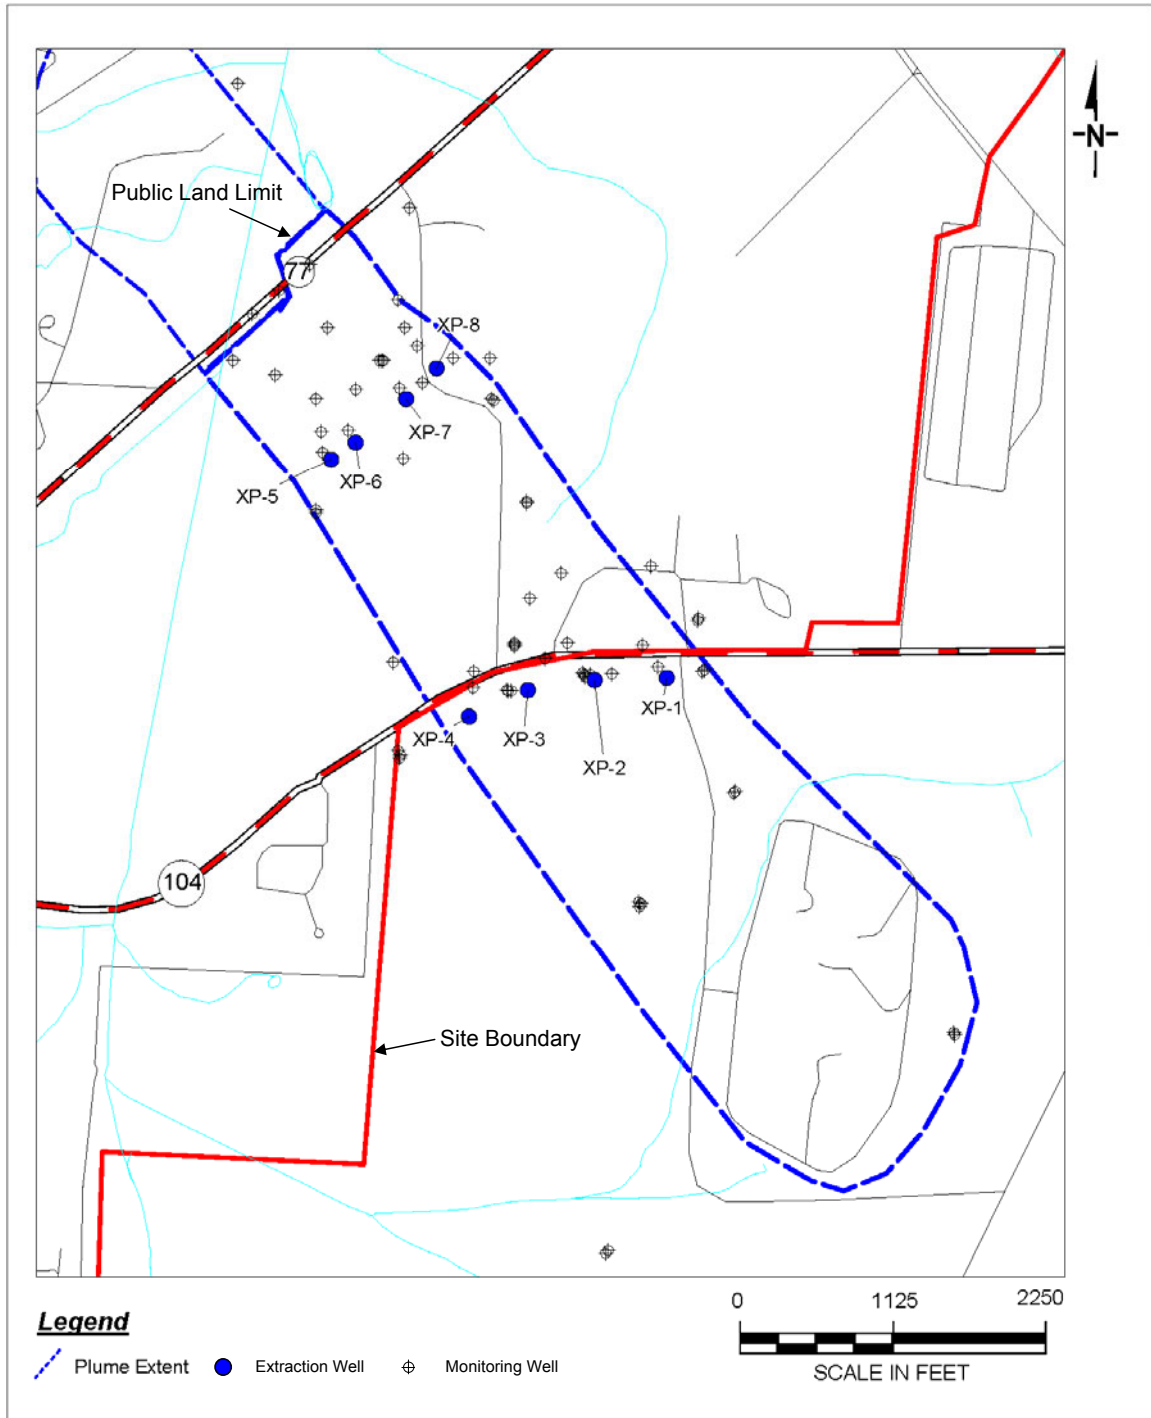 N
Public Land Limit
77
XP-8
XP-7
XP-6
XP-5
XP-1
XP-4
XP-3
XP-2
104
Site Boundary
0 1125 2250
SCALE IN FEET
Legend
Plume Extent Extraction Well Monitoring Well